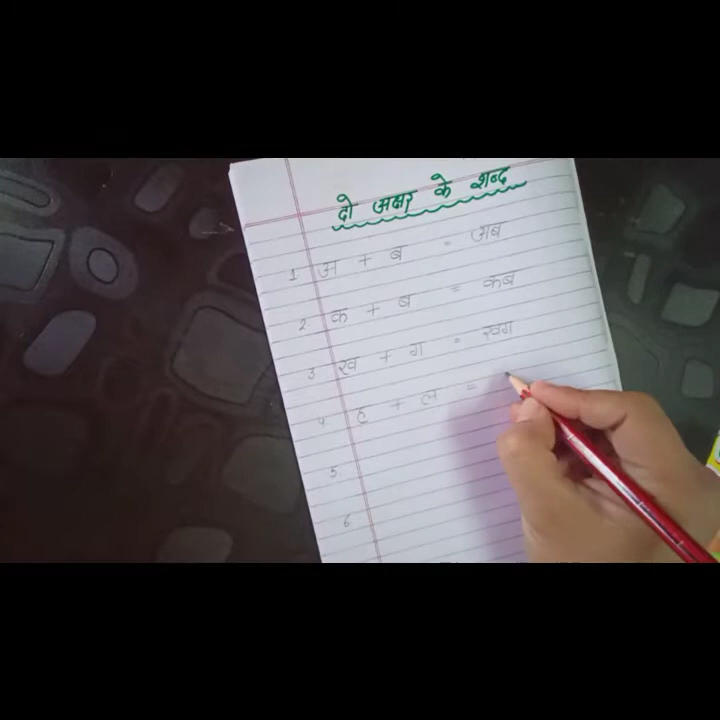 दो अक्षर के शब्द
1 अ + ब = अब
2. क + ब = कब
3 ख + ग = खग
4 ह + ल =
5.
6.